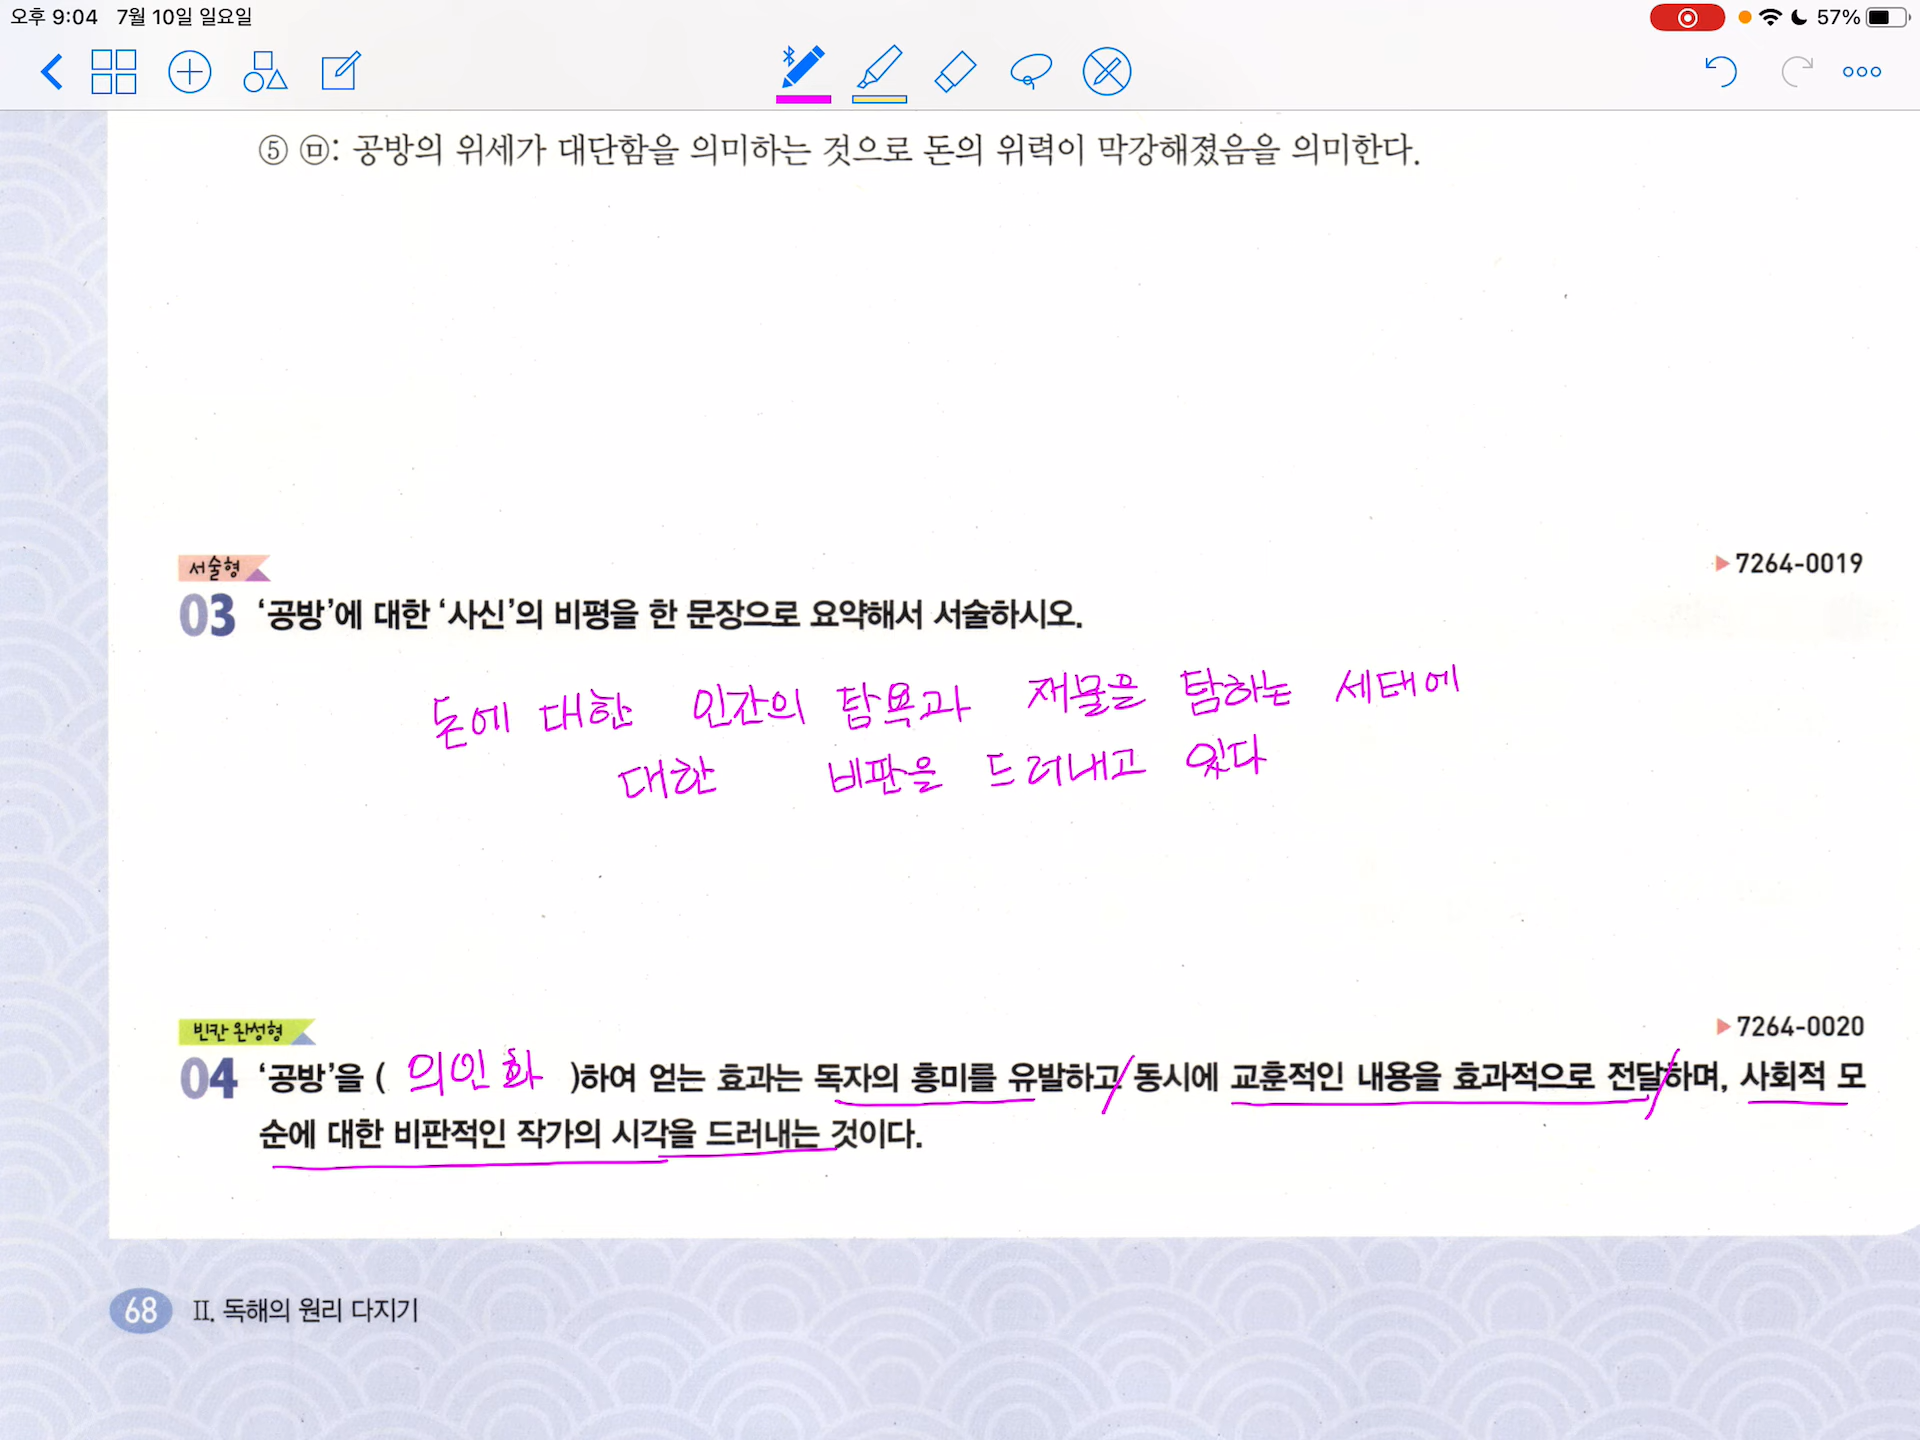 오후 9:04 7월 10일 일요일 57%
⑤ ㉤: 공방의 위세가 대단함을 의미하는 것으로 돈의 위력이 막강해졌음을 의미한다.
서술형 ▶7264-0019
03 ‘공방’에 대한 ‘사신’의 비평을 한 문장으로 요약해서 서술하시오.
돈에 대한 인간의 탐욕과 재물을 탐하는 세태에
대한 비판을 드러내고 있다
빈칸 완성형 ▶7264-0020
04 ‘공방’을 ( 의인화 )하여 얻는 효과는 독자의 흥미를 유발하고 동시에 교훈적인 내용을 효과적으로 전달하며, 사회적 모
순에 대한 비판적인 작가의 시각을 드러내는 것이다.
68 Ⅱ. 독해의 원리 다지기